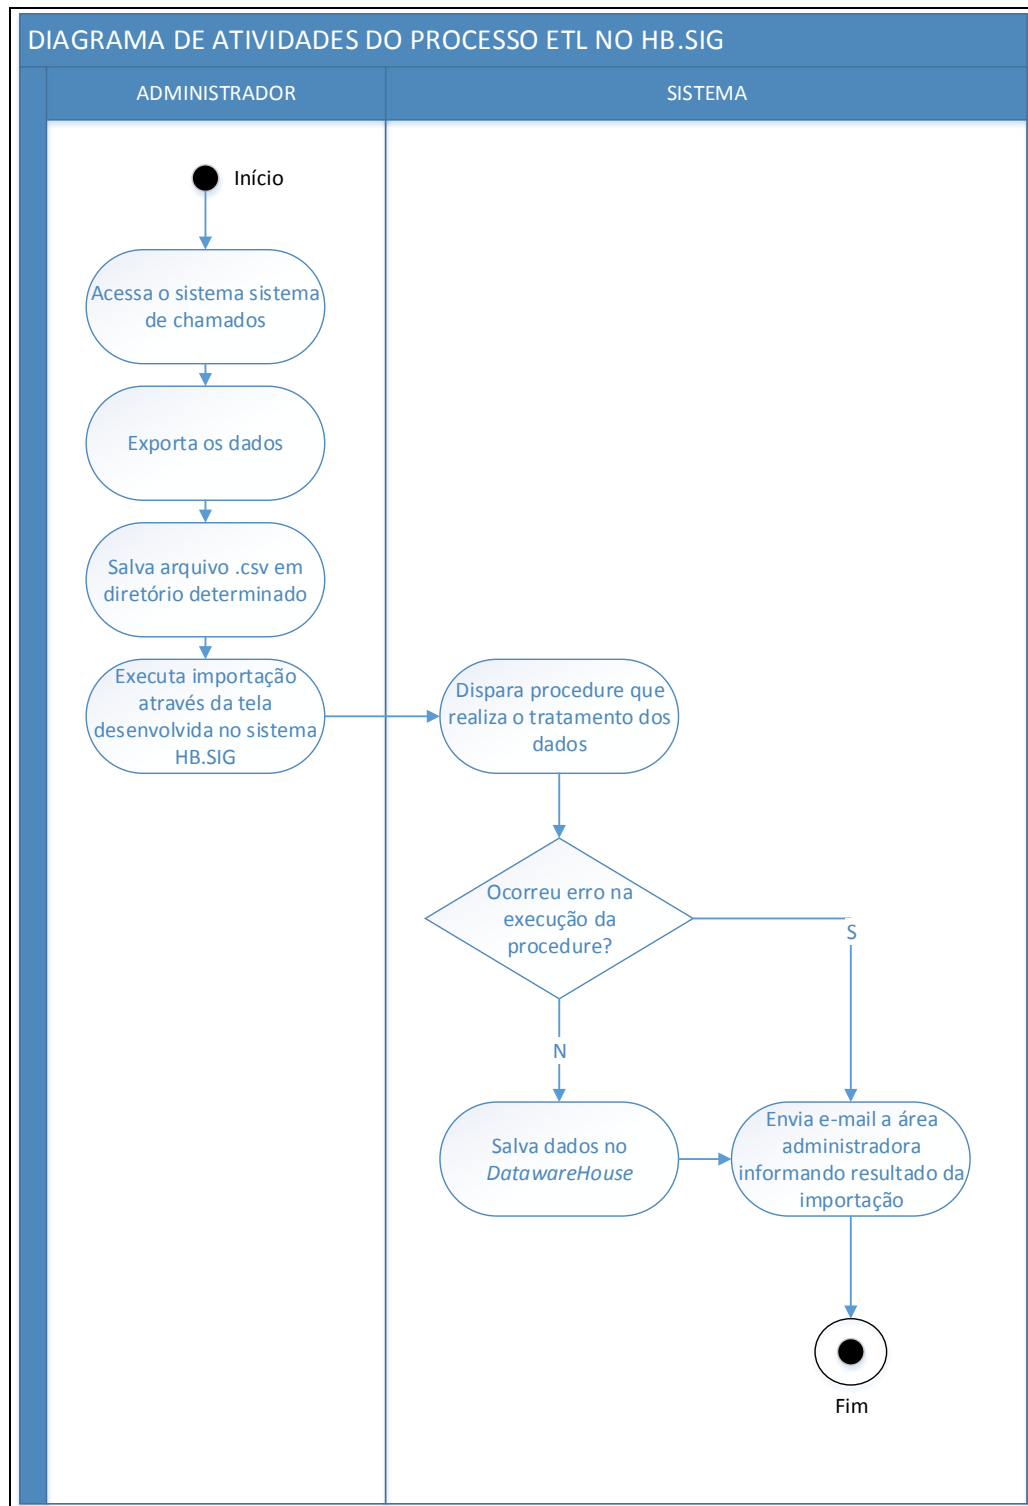 DIAGRAMA DE ATIVIDADES DO PROCESSO ETL NO HB.SIG
ADMINISTRADOR
SISTEMA
Início
Acessa o sistema sistema
de chamados
Exporta os dados
Salva arquivo .csv em
diretório determinado
Executa importação
através da tela
desenvolvida no sistema
HB.SIG
Dispara procedure que
realiza o tratamento dos
dados
Ocorreu erro na
execução da
procedure?
S
N
Salva dados no
DatawareHouse
Envia e-mail a área
administradora
informando resultado da
importação
Fim